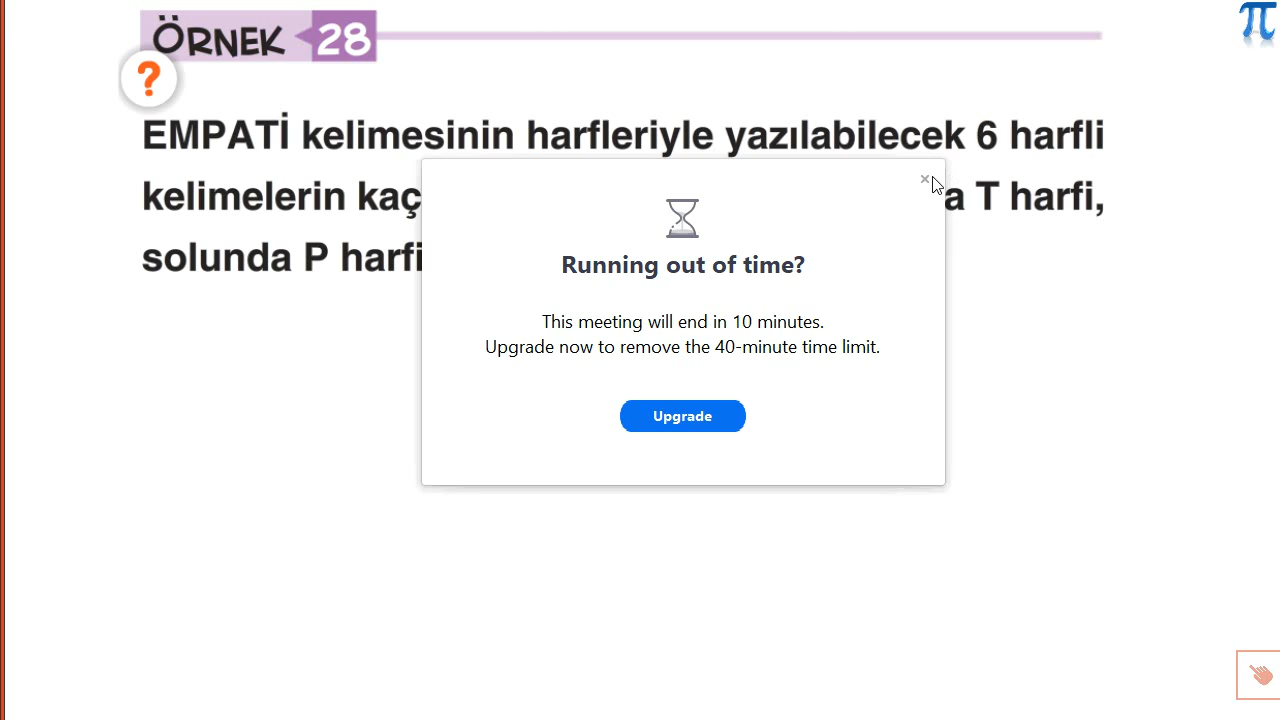 ÖRNEK 28
?
EMPATİ kelimesinin harfleriyle yazılabilecek 6 harfli
kelimelerin kaç
a T harfi,
solunda P harfi
×
Running out of time?
This meeting will end in 10 minutes.
Upgrade now to remove the 40-minute time limit.
Upgrade
π